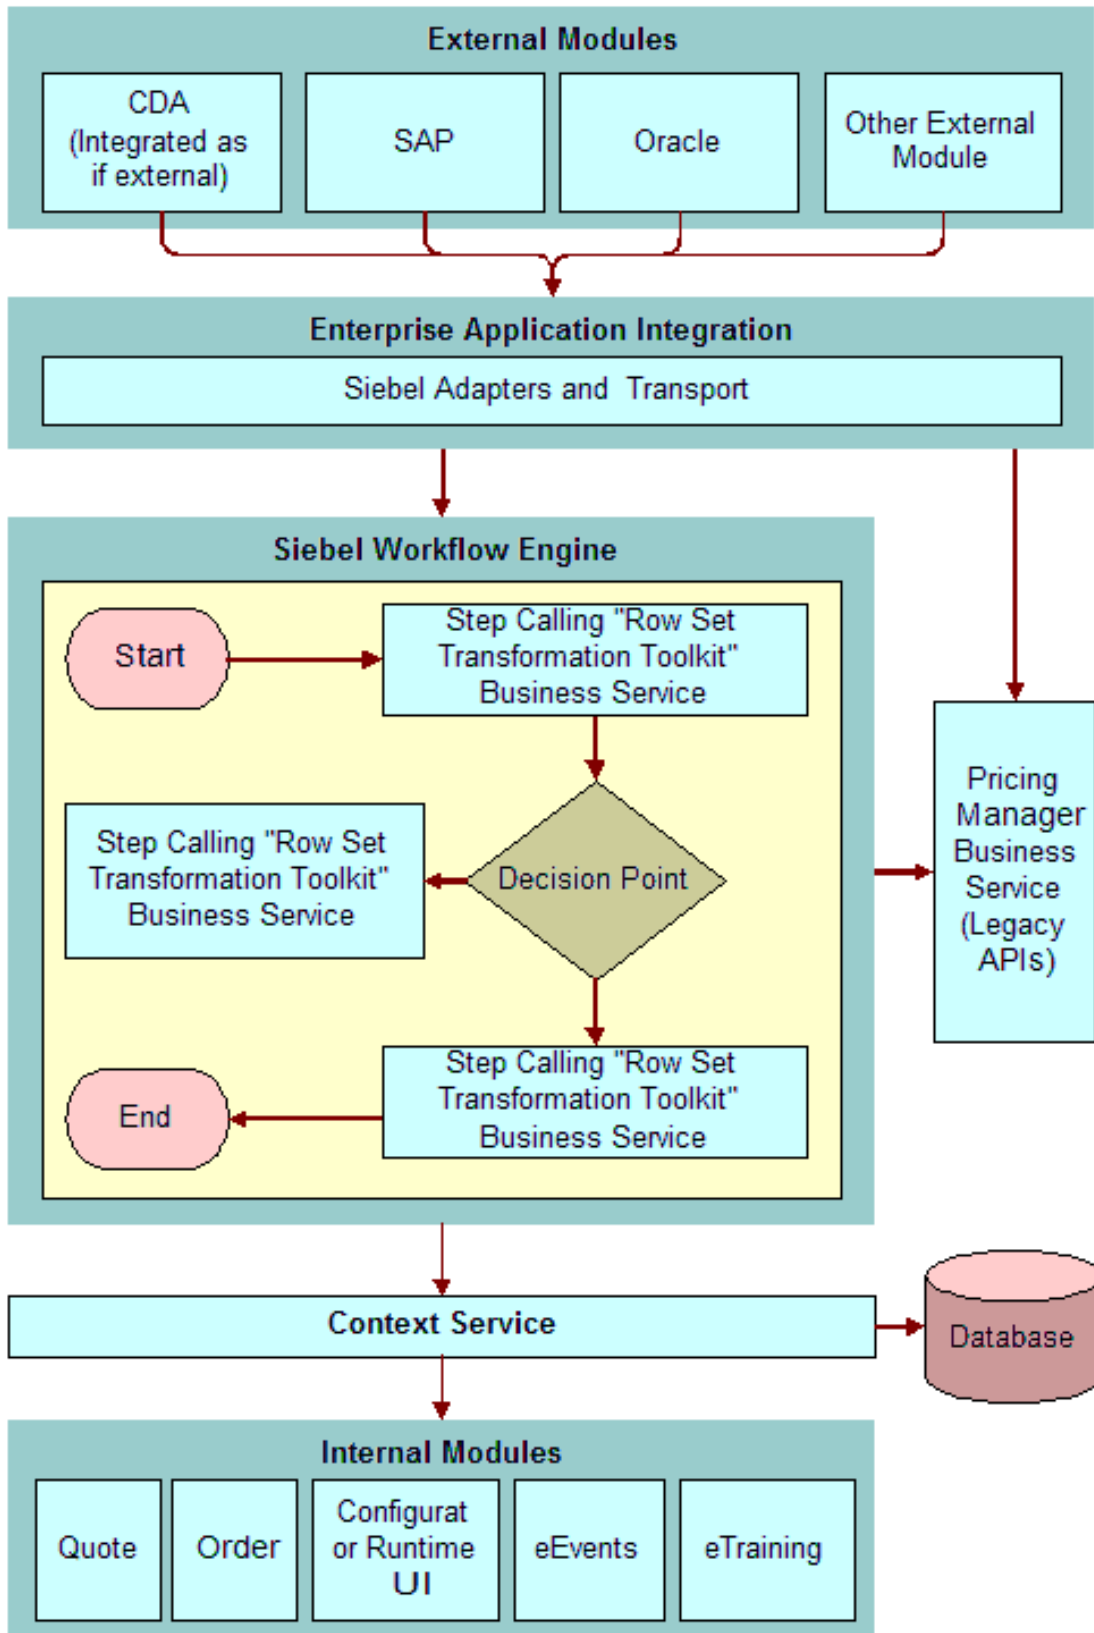 External Modules
CDA
(Integrated as
if external)
SAP
Oracle
Other External
Module
Enterprise Application Integration
Siebel Adapters and Transport
Siebel Workflow Engine
Start
Step Calling "Row Set
Transformation Toolkit"
Business Service
Step Calling "Row Set
Transformation Toolkit"
Business Service
Decision Point
Pricing
Manager
Business
Service
(Legacy
APIs)
Step Calling "Row Set
Transformation Toolkit"
Business Service
End
Context Service
Database
Internal Modules
Quote
Order
Configurat
or Runtime
UI
eEvents
eTraining